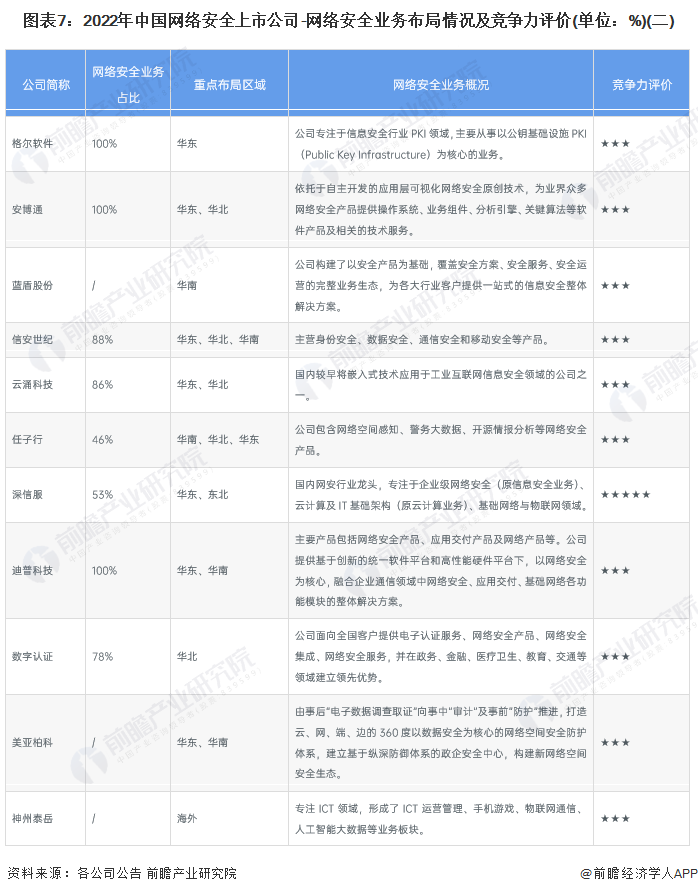 图表7：2022年中国网络安全上市公司-网络安全业务布局情况及竞争力评价(单位：%)(二)
公司简称
网络安全业务
占比
重点布局区域
网络安全业务概况
竞争力评价
格尔软件
100%
华东
公司专注于信息安全行业 PKI 领域，主要从事以公钥基础设施 PKI
（Public Key Infrastructure）为核心的业务。
★★★
安博通
100%
华东、华北
依托于自主开发的应用层可视化网络安全原创技术，为业界众多
网络安全产品提供操作系统、业务组件、分析引擎、关键算法等软
件产品及相关的技术服务。
★★★
蓝盾股份
/
华南
公司构建了以安全产品为基础，覆盖安全方案、安全服务、安全运
营的完整业务生态，为各大行业客户提供一站式的信息安全整体
解决方案。
★★★
信安世纪
88%
华东、华北、华南
主营身份安全、数据安全、通信安全和移动安全等产品。
★★★
云涌科技
86%
华东、华北
国内较早将嵌入式技术应用于工业互联网信息安全领域的公司之
一。
★★★
任子行
46%
华南、华北、华东
公司包含网络空间感知、警务大数据、开源情报分析等网络安全
产品。
★★★
深信服
53%
华东、东北
国内网安行业龙头，专注于企业级网络安全（原信息安全业务）、
云计算及 IT 基础架构（原云计算业务）、基础网络与物联网领域。
★★★★★
迪普科技
100%
华东、华南
主要产品包括网络安全产品、应用交付产品及网络产品等。公司
提供基于创新的统一软件平台和高性能硬件平台下，以网络安全
为核心，融合企业通信领域中网络安全、应用交付、基础网络各功
能模块的整体解决方案。
★★★
数字认证
78%
华北
公司面向全国客户提供电子认证服务、网络安全产品、网络安全
集成、网络安全服务，并在政务、金融、医疗卫生、教育、交通等
领域建立领先优势。
★★★
美亚柏科
/
华东、华南
由事后“电子数据调查取证”向事中“审计”及事前“防护”推进，打造
云、网、端、边的 360 度以数据安全为核心的网络空间安全防护
体系，建立基于纵深防御体系的政企安全中心，构建新网络空间
安全生态。
★★★
神州泰岳
/
海外
专注 ICT 领域，形成了 ICT 运营管理、手机游戏、物联网通信、
人工智能大数据等业务板块。
★★★
资料来源：各公司公告 前瞻产业研究院
@前瞻经济学人APP
前瞻产业研究院